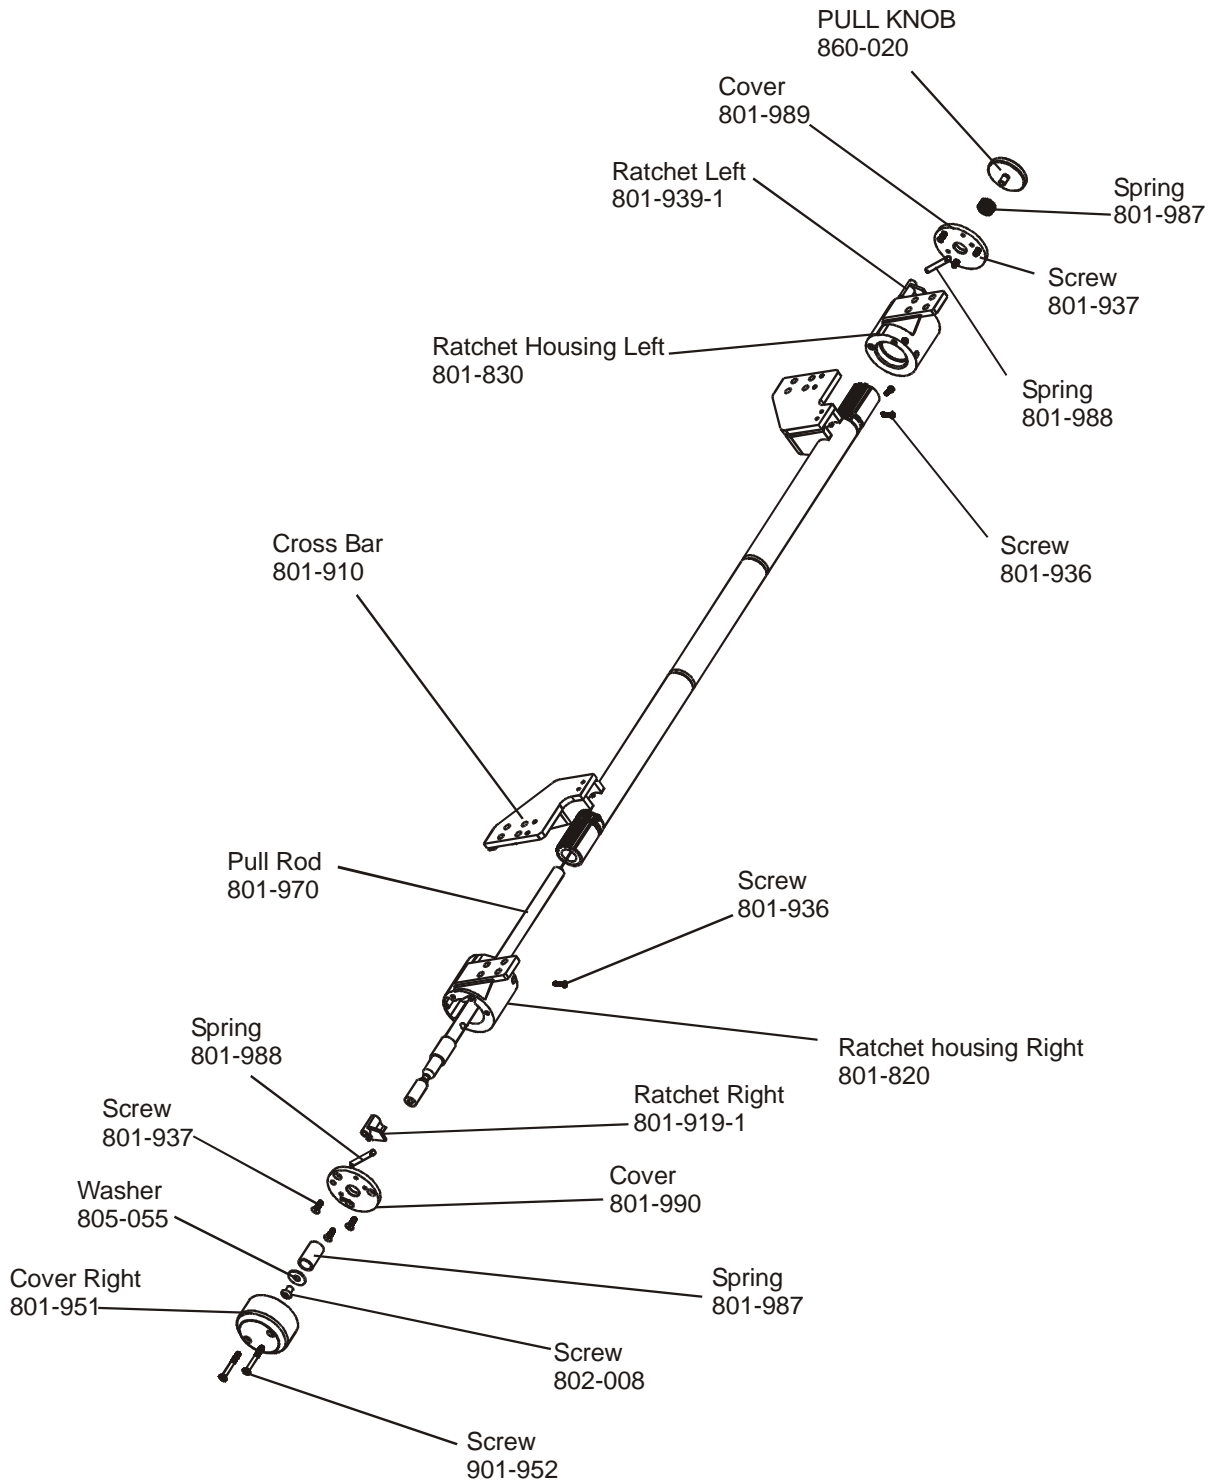 PULL KNOB
860-020
Cover
801-989
Ratchet Left
801-939-1
Spring
801-987
Screw
801-937
Ratchet Housing Left
801-830
Spring
801-988
Cross Bar
801-910
Screw
801-936
Pull Rod
801-970
Screw
801-936
Spring
801-988
Ratchet housing Right
801-820
Ratchet Right
801-919-1
Screw
801-937
Cover
801-990
Washer
805-055
Cover Right
801-951
Spring
801-987
Screw
802-008
Screw
901-952